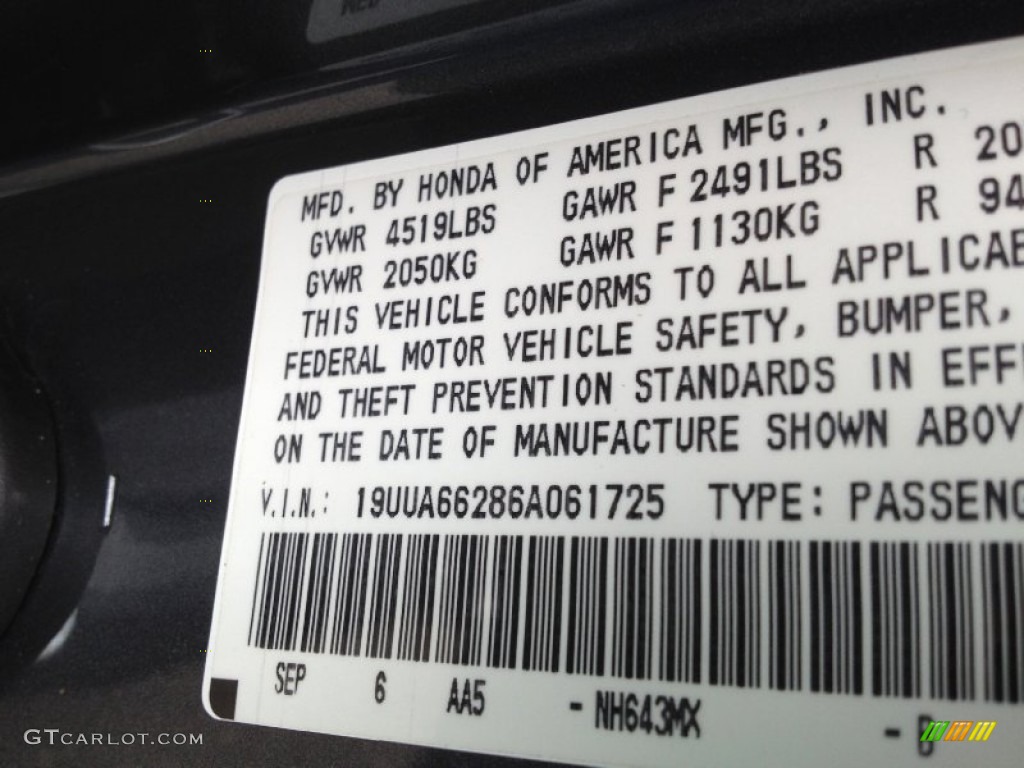 MFD. BY HONDA OF AMERICA MFG., INC.
GVWR 4519LBS GAWR F 2491LBS R 20
GVWR 2050KG GAWR F 1130KG R 94
THIS VEHICLE CONFORMS TO ALL APPLICAB
FEDERAL MOTOR VEHICLE SAFETY, BUMPER,
AND THEFT PREVENTION STANDARDS IN EFFE
ON THE DATE OF MANUFACTURE SHOWN ABOV
V.I.N.: 19UUA66286A061725 TYPE: PASSENG
SEP 6 AA5 - NH643MX -
GTCARLOT.COM